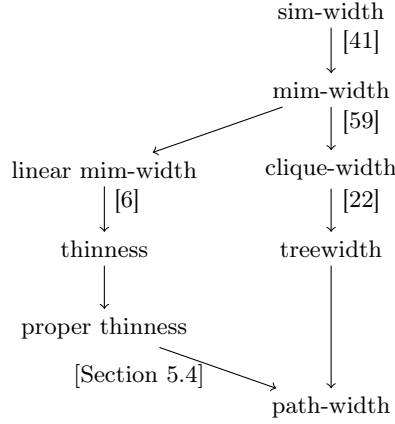 sim-width
[41]
mim-width
[59]
linear mim-width
clique-width
[6]
[22]
thinness
treewidth
proper thinness
[Section 5.4]
path-width